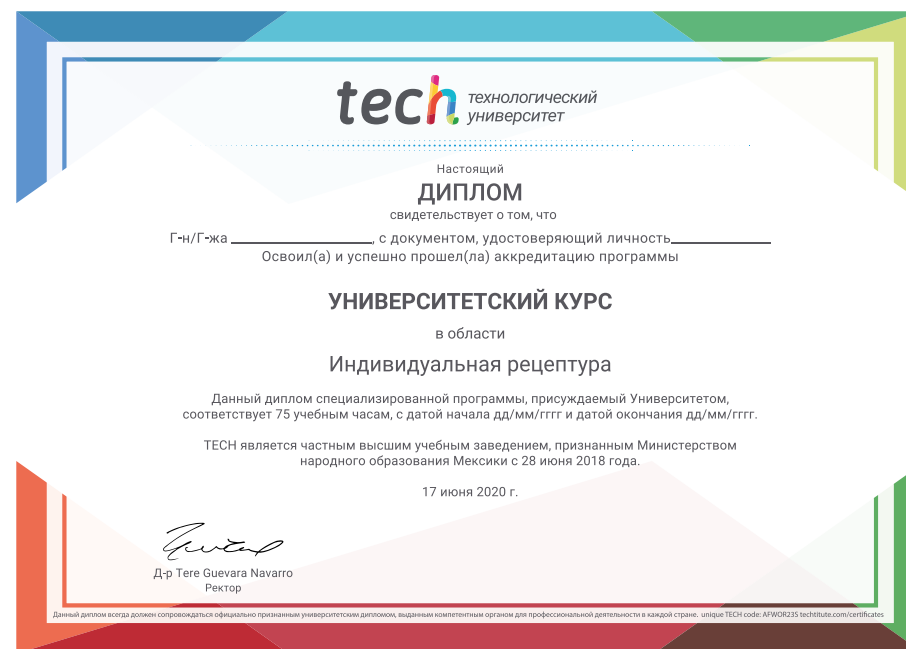 tech технологический
университет
Настоящий
ДИПЛОМ
свидетельствует о том, что
Г-н/Г-жа ____________, с документом, удостоверяющий личность____________
Освоил(а) и успешно прошел(ла) аккредитацию программы
УНИВЕРСИТЕТСКИЙ КУРС
в области
Индивидуальная рецептура
Данный диплом специализированной программы, присуждаемый Университетом,
соответствует 75 учебным часам, с датой начала дд/мм/гггг и датой окончания дд/мм/гггг.
TECH является частным высшим учебным заведением, признанным Министерством
народного образования Мексики с 28 июня 2018 года.
17 июня 2020 г.
Д-р Tere Guevara Navarro
Ректор
Данный диплом всегда должен сопровождаться официально признанным университетским дипломом, выданным компетентным органом для профессиональной деятельности в каждой стране. unique TECH code: AFWOR23S techtitute.com/certificates